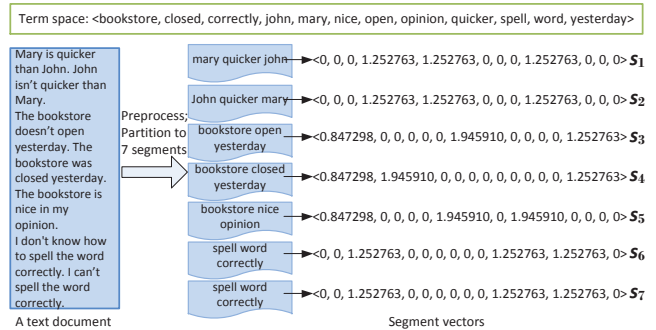 Term space: <bookstore, closed, correctly, john, mary, nice, open, opinion, quicker, spell, word, yesterday>
Mary is quicker
than John. John
isn't quicker than
Mary.
The bookstore
doesn't open
yesterday. The
bookstore was
closed yesterday.
The bookstore is
nice in my
opinion.
I don't know how
to spell the word
correctly. I can't
spell the word
correctly.
A text document
Preprocess;
Partition to
7 segments
mary quicker john
<0, 0, 0, 1.252763, 1.252763, 0, 0, 0, 1.252763, 0, 0, 0> S1
John quicker mary
<0, 0, 0, 1.252763, 1.252763, 0, 0, 0, 1.252763, 0, 0, 0> S2
bookstore open
yesterday
<0.847298, 0, 0, 0, 0, 0, 1.945910, 0, 0, 0, 0, 1.252763> S3
bookstore closed
yesterday
<0.847298, 1.945910, 0, 0, 0, 0, 0, 0, 0, 0, 0, 1.252763> S4
bookstore nice
opinion
<0.847298, 0, 0, 0, 0, 1.945910, 0, 1.945910, 0, 0, 0, 0> S5
spell word
correctly
<0, 0, 1.252763, 0, 0, 0, 0, 0, 0, 1.252763, 1.252763, 0> S6
spell word
correctly
<0, 0, 1.252763, 0, 0, 0, 0, 0, 0, 1.252763, 1.252763, 0> S7
Segment vectors